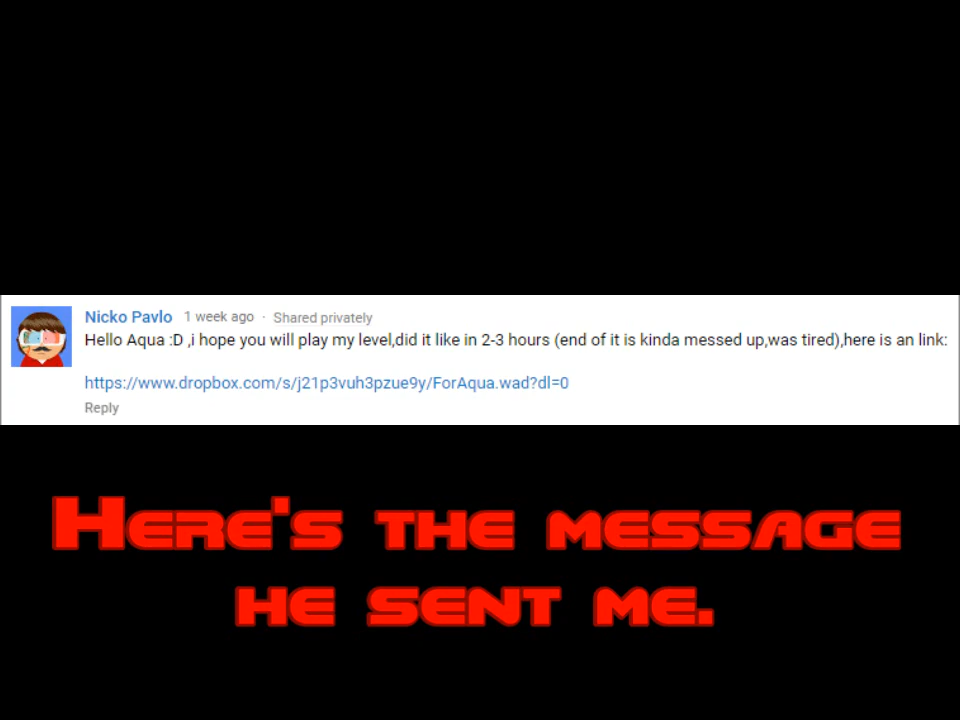 Nicko Pavlo 1 week ago · Shared privately
Hello Aqua :D ,i hope you will play my level,did it like in 2-3 hours (end of it is kinda messed up,was tired),here is an link:
https://www.dropbox.com/s/j21p3vuh3pzue9y/ForAqua.wad?dl=0
Reply
Here's the message
he sent me.